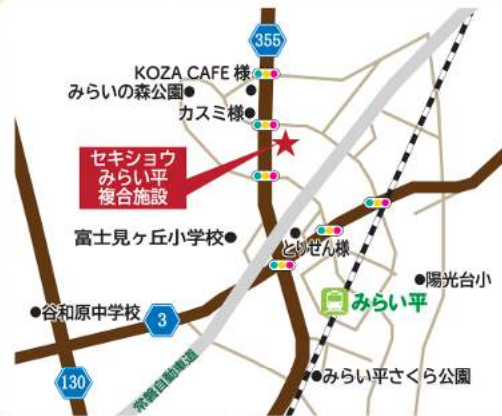 355
KOZA CAFE 様
みらいの森公園
カスミ様
セキショウ
みらい平
複合施設
富士見ヶ丘小学校
とりせん様
陽光台小
みらい平
谷和原中学校
3
常磐自動車道
130
みらい平さくら公園